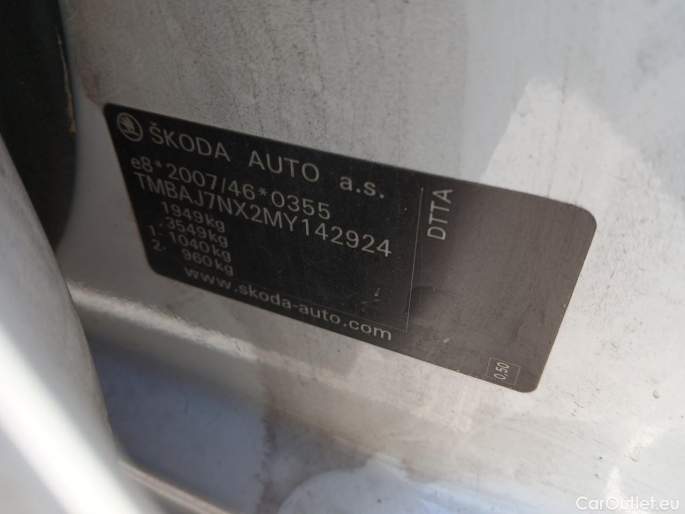 ŠKODA AUTO a.s.
e8*2007/46*0355
TMBAJ7NX2MY142924
1949kg
3549kg
1. 1040kg
2. 960kg
www.skoda-auto.com
DTTA
0.50
CarOutlet.eu